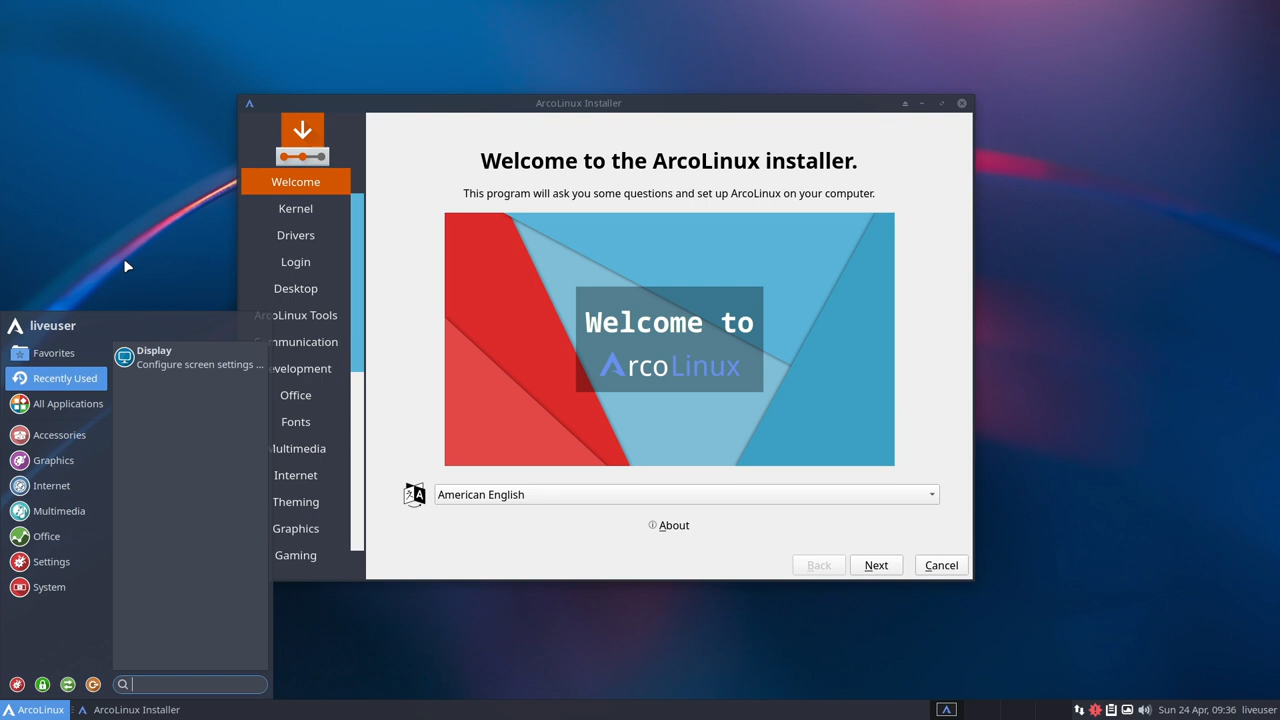 ArcoLinux Installer
Welcome
Kernel
Drivers
Login
Desktop
ArcoLinux Tools
mmunication
evelopment
Office
Fonts
ultimedia
Internet
Theming
Graphics
Gaming
Welcome to the ArcoLinux installer.
This program will ask you some questions and set up ArcoLinux on your computer.
Welcome to
ArcoLinux
American English
About
Back
Next
Cancel
liveuser
Favorites
Recently Used
All Applications
Accessories
Graphics
Internet
Multimedia
Office
Settings
System
Display
Configure screen settings ...
ArcoLinux
ArcoLinux Installer
Sun 24 Apr, 09:36 liveuser